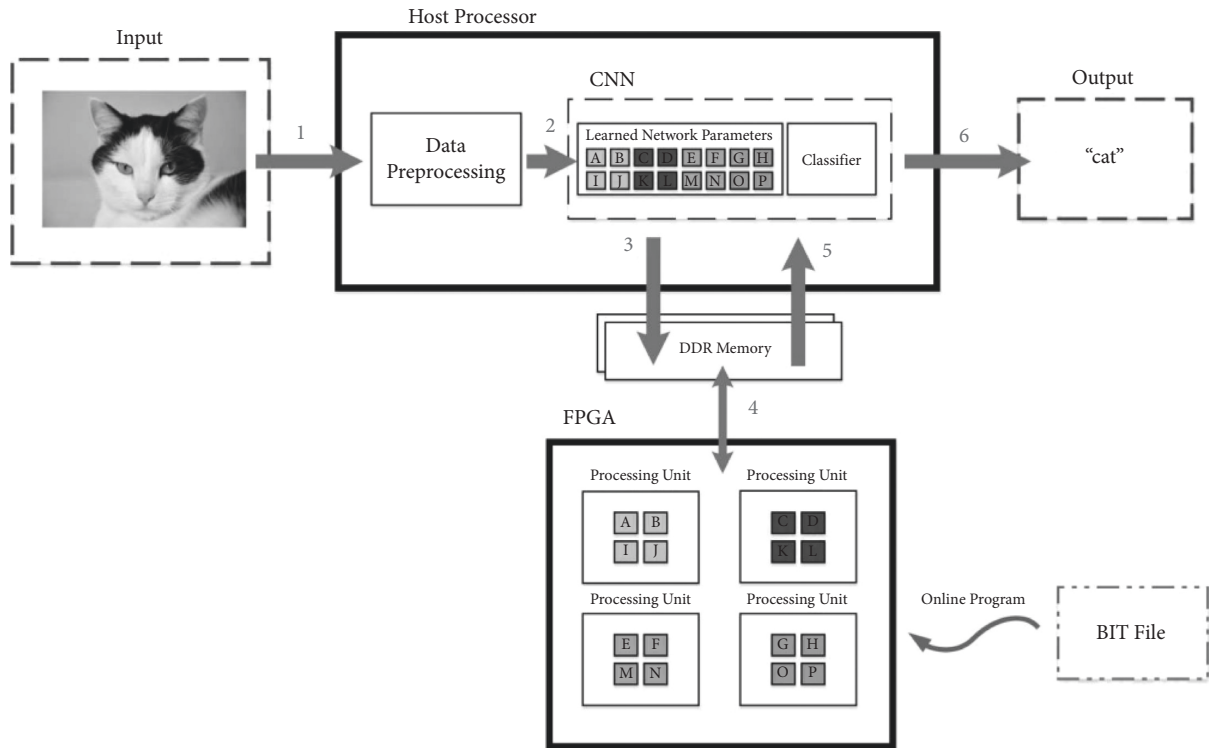 Host Processor
Input
CNN
Output
1
Data
Preprocessing
2
Learned Network Parameters
A B C D E F G H
I J K L M N O P
Classifier
6
“cat”
3
5
DDR Memory
4
FPGA
Processing Unit
A B
I J
Processing Unit
C D
K L
Processing Unit
E F
M N
Processing Unit
G H
O P
Online Program
BIT File